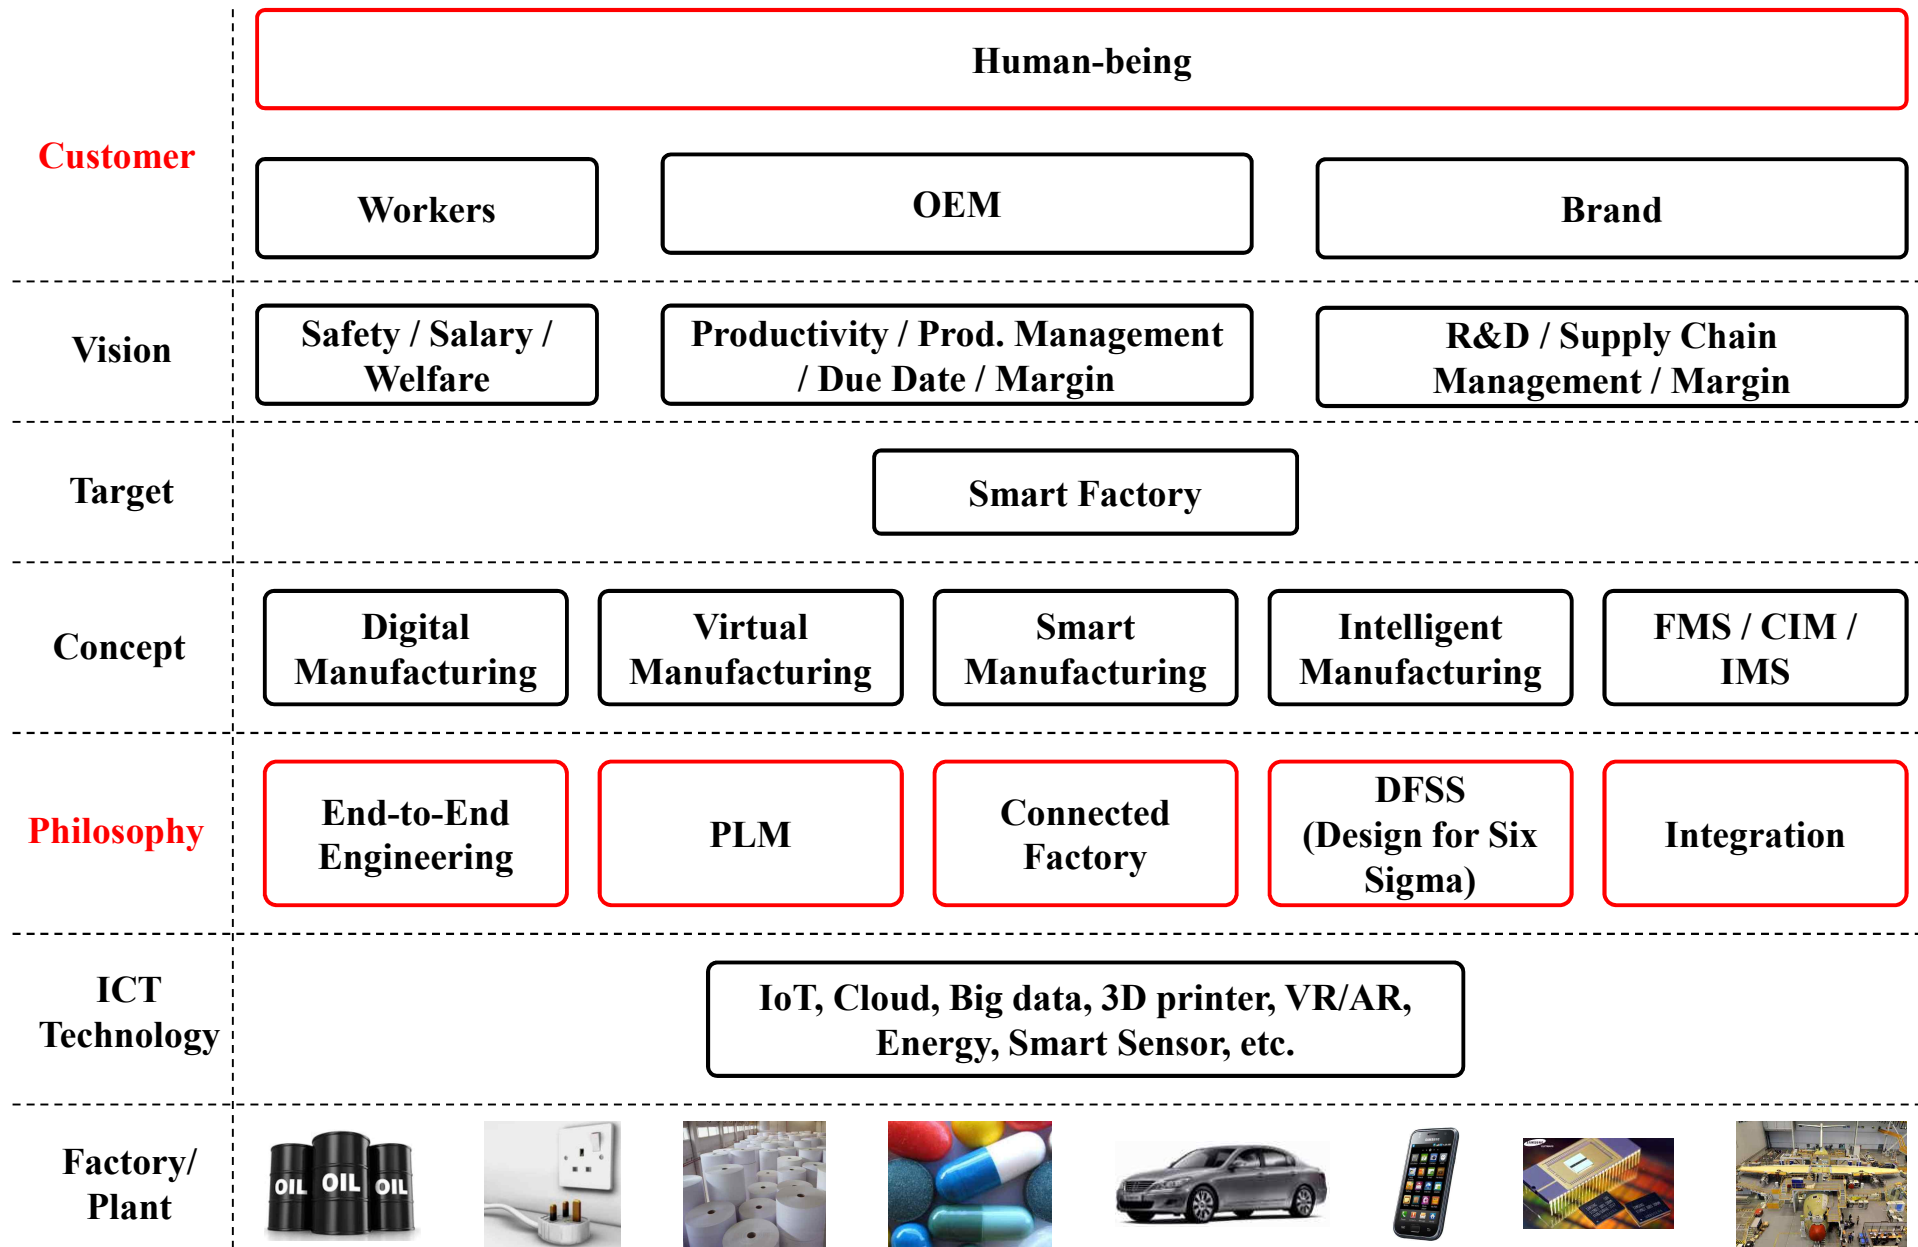 Customer
Human-being
Workers
OEM
Brand
Vision
Safety / Salary /
Welfare
Productivity / Prod. Management
/ Due Date / Margin
R&D / Supply Chain
Management / Margin
Target
Smart Factory
Concept
Digital
Manufacturing
Virtual
Manufacturing
Smart
Manufacturing
Intelligent
Manufacturing
FMS / CIM /
IMS
Philosophy
End-to-End
Engineering
PLM
Connected
Factory
DFSS
(Design for Six
Sigma)
Integration
ICT
Technology
IoT, Cloud, Big data, 3D printer, VR/AR,
Energy, Smart Sensor, etc.
Factory/
Plant
OIL
OIL
OIL